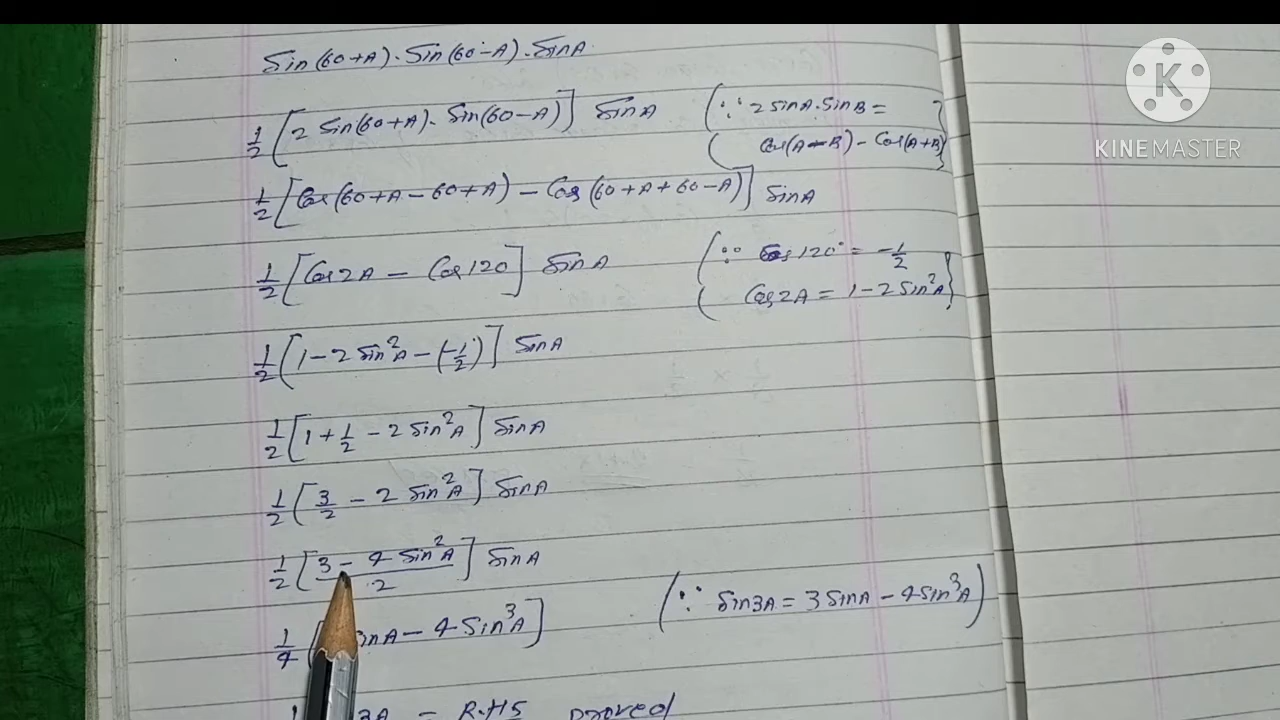 Sin(60+A).Sin(60-A).SinA
K
KINEMASTER
1/2 [2 Sin(60+A). Sin(60-A)] SinA (∵ 2SinA.SinB =
Cos(A-B) - Cos(A+B))
1/2 [Cos(60+A-60+A) - Cos(60+A+60-A)] SinA
1/2 [Cos2A - Cos120] SinA (∵ Cos120° = -1/2
Cos2A = 1-2Sin²A)
1/2 [1-2Sin²A-(-1/2)] SinA
1/2 [1+1/2 - 2Sin²A] SinA
1/2 [3/2 - 2Sin²A] SinA
1/2 [(3-4Sin²A)/2] SinA
1/4 [inA - 4Sin³A] (∵ Sin3A = 3SinA - 4Sin³A)
3A = R.H.S proved